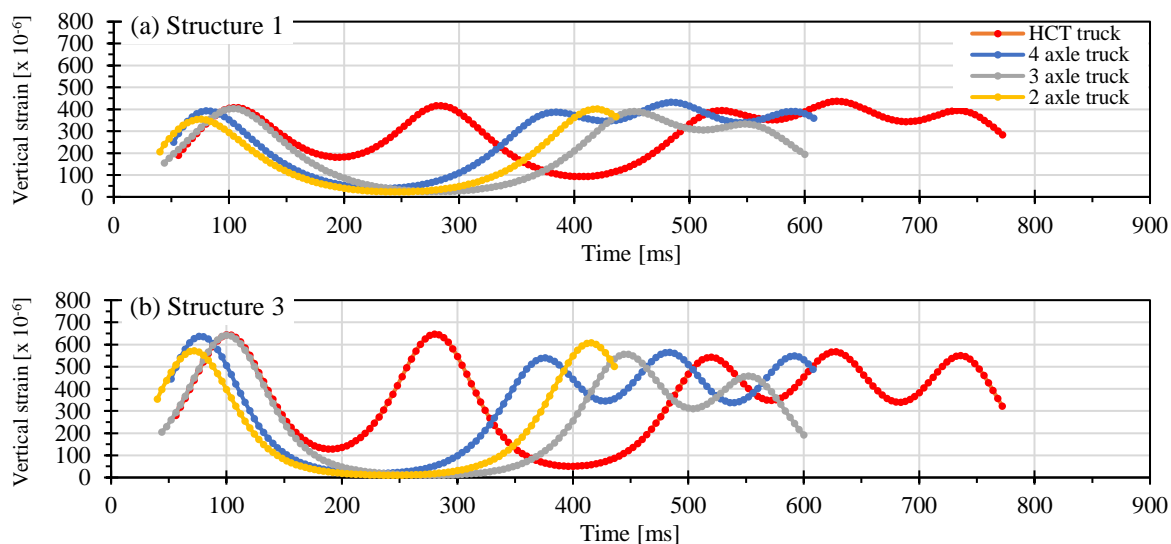 (a) Structure 1
HCT truck
4 axle truck
3 axle truck
2 axle truck
Vertical strain [x 10⁻⁶]
800
700
600
500
400
300
200
100
0
0 100 200 300 400 500 600 700 800 900
Time [ms]
(b) Structure 3
Vertical strain [x 10⁻⁶]
800
700
600
500
400
300
200
100
0
0 100 200 300 400 500 600 700 800 900
Time [ms]